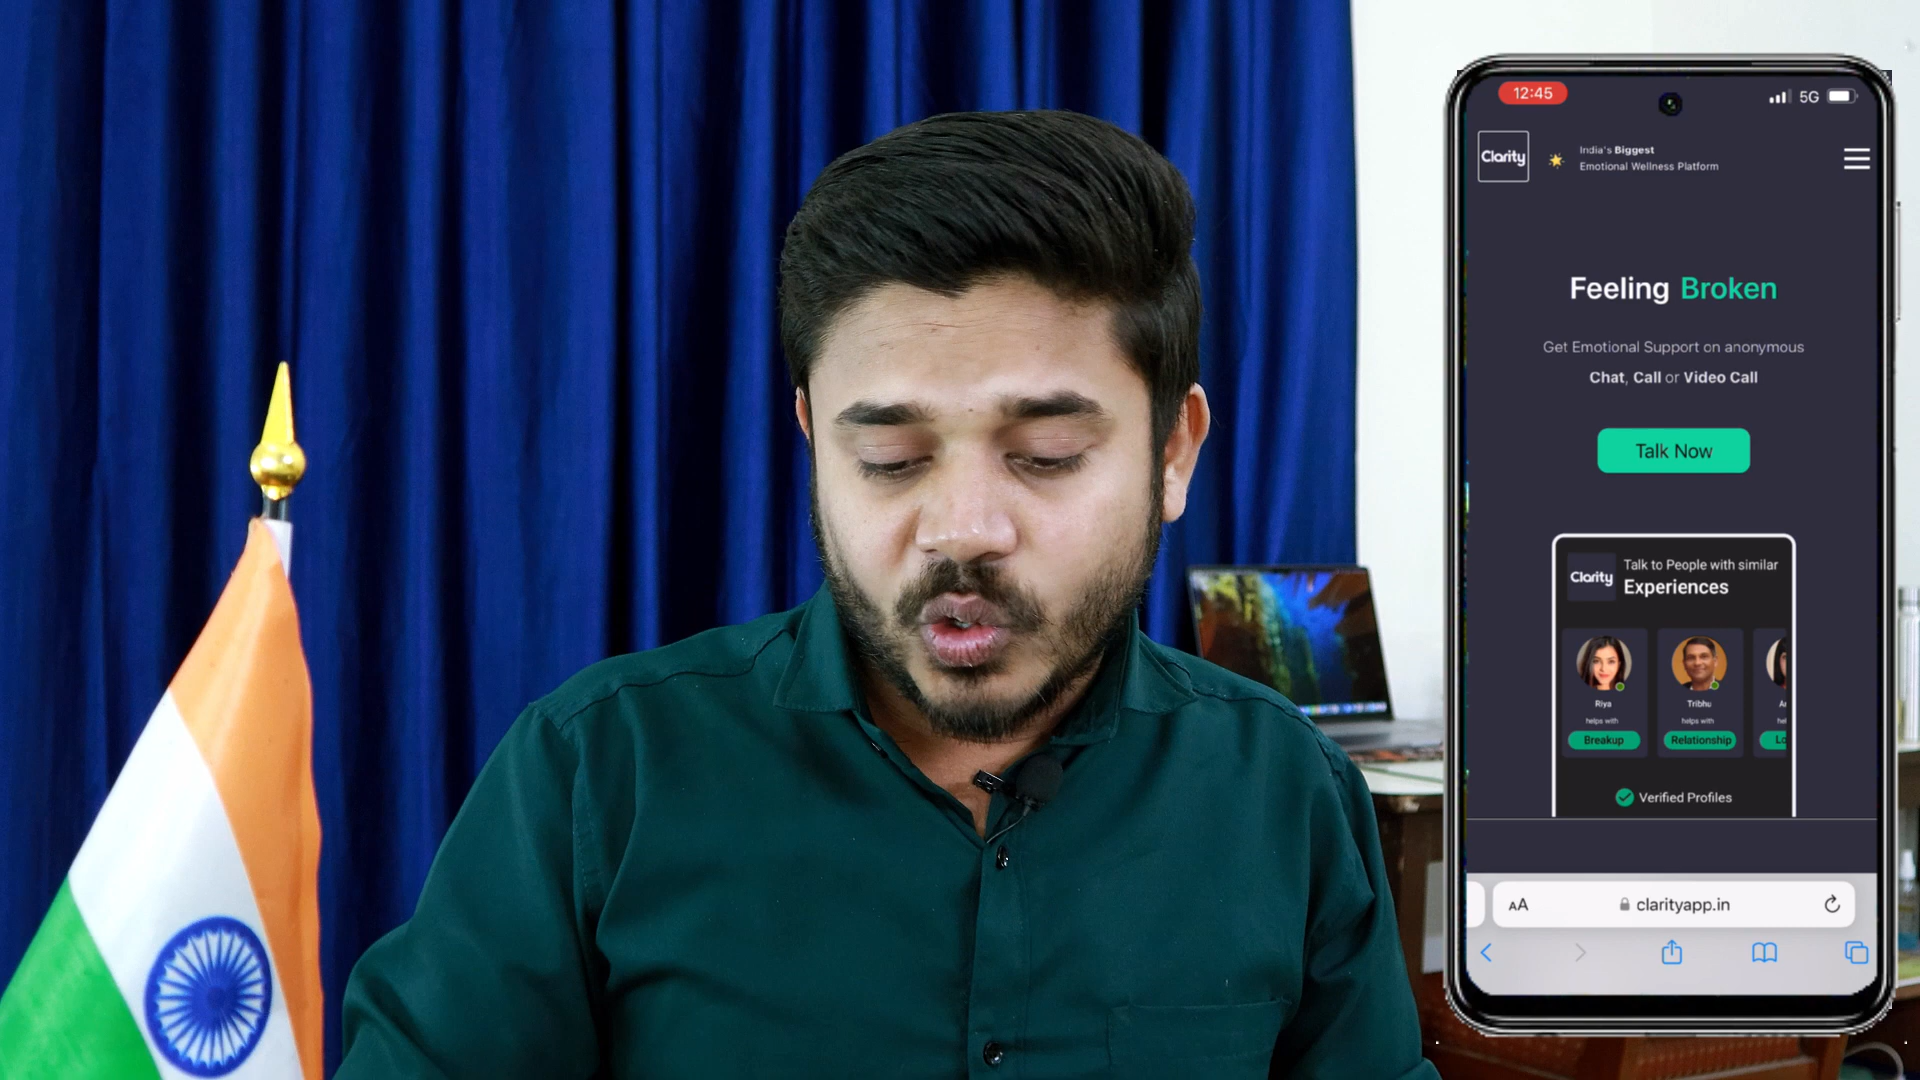 12:45
5G
Clarity
India's Biggest
Emotional Wellness Platform
Feeling Broken
Get Emotional Support on anonymous
Chat, Call or Video Call
Talk Now
Clarity
Talk to People with similar
Experiences
Riya
helps with
Breakup
Tribhu
helps with
Relationship
Verified Profiles
AA
clarityapp.in